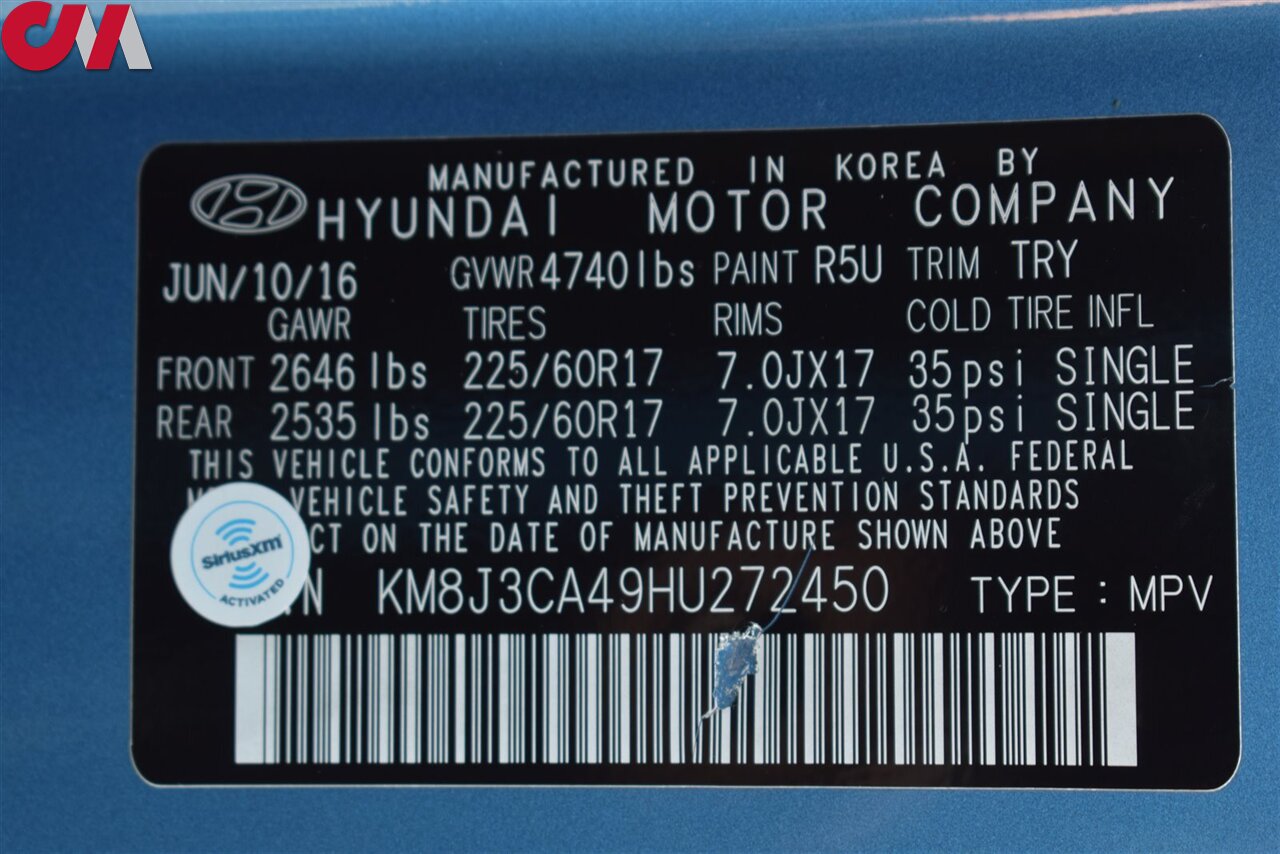 CM
MANUFACTURED IN KOREA BY
HYUNDAI MOTOR COMPANY
JUN/10/16 GVWR 4740lbs PAINT R5U TRIM TRY
GAWR TIRES RIMS COLD TIRE INFL
FRONT 2646 lbs 225/60R17 7.0JX17 35psi SINGLE
REAR 2535 lbs 225/60R17 7.0JX17 35psi SINGLE
THIS VEHICLE CONFORMS TO ALL APPLICABLE U.S.A. FEDERAL
VEHICLE SAFETY AND THEFT PREVENTION STANDARDS
ON THE DATE OF MANUFACTURE SHOWN ABOVE
KM8J3CA49HU272450 TYPE : MPV
SiriusXM
ACTIVATED